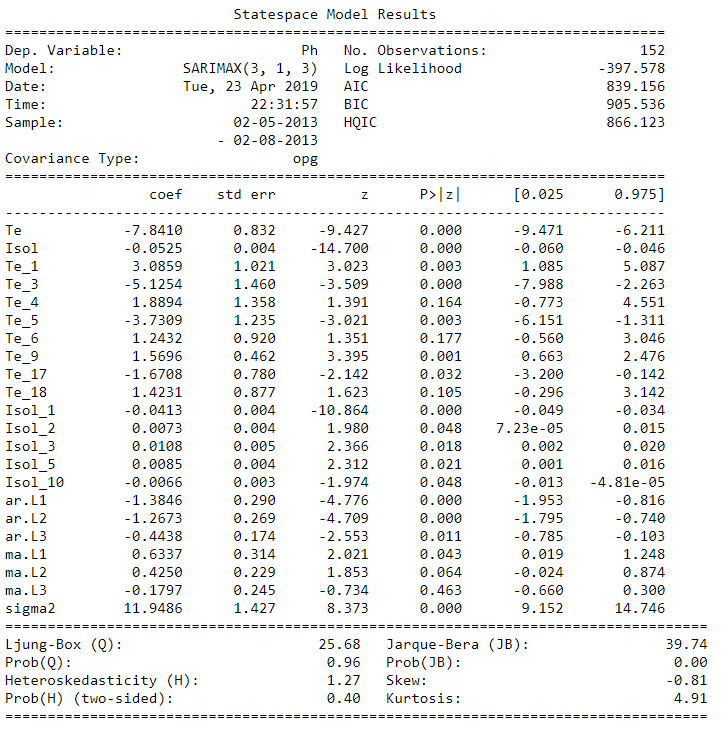 Statespace Model Results
==============================================================================
Dep. Variable: Ph No. Observations: 152
Model: SARIMAX(3, 1, 3) Log Likelihood -397.578
Date: Tue, 23 Apr 2019 AIC 839.156
Time: 22:31:57 BIC 905.536
Sample: 02-05-2013 HQIC 866.123
- 02-08-2013
Covariance Type: opg
==============================================================================
coef std err z P>|z| [0.025 0.975]
------------------------------------------------------------------------------
Te -7.8410 0.832 -9.427 0.000 -9.471 -6.211
Isol -0.0525 0.004 -14.700 0.000 -0.060 -0.046
Te_1 3.0859 1.021 3.023 0.003 1.085 5.087
Te_3 -5.1254 1.460 -3.509 0.000 -7.988 -2.263
Te_4 1.8894 1.358 1.391 0.164 -0.773 4.551
Te_5 -3.7309 1.235 -3.021 0.003 -6.151 -1.311
Te_6 1.2432 0.920 1.351 0.177 -0.560 3.046
Te_9 1.5696 0.462 3.395 0.001 0.663 2.476
Te_17 -1.6708 0.780 -2.142 0.032 -3.200 -0.142
Te_18 1.4231 0.877 1.623 0.105 -0.296 3.142
Isol_1 -0.0413 0.004 -10.864 0.000 -0.049 -0.034
Isol_2 0.0073 0.004 1.980 0.048 7.23e-05 0.015
Isol_3 0.0108 0.005 2.366 0.018 0.002 0.020
Isol_5 0.0084 0.004 2.312 0.021 0.001 0.016
Isol_10 -0.0066 0.003 -1.974 0.048 -0.013 -4.81e-05
ar.L1 -1.3846 0.290 -4.776 0.000 -1.953 -0.816
ar.L2 -1.2673 0.269 -4.709 0.000 -1.795 -0.740
ar.L3 -0.4438 0.174 -2.553 0.011 -0.785 -0.103
ma.L1 0.6337 0.314 2.021 0.043 0.019 1.248
ma.L2 0.4250 0.229 1.853 0.064 -0.024 0.874
ma.L3 -0.1797 0.245 -0.734 0.463 -0.660 0.300
sigma2 11.9486 1.427 8.373 0.000 9.152 14.746
===================================================================================
Ljung-Box (Q): 25.68 Jarque-Bera (JB): 39.74
Prob(Q): 0.96 Prob(JB): 0.00
Heteroskedasticity (H): 1.27 Skew: -0.81
Prob(H) (two-sided): 0.40 Kurtosis: 4.91
===================================================================================